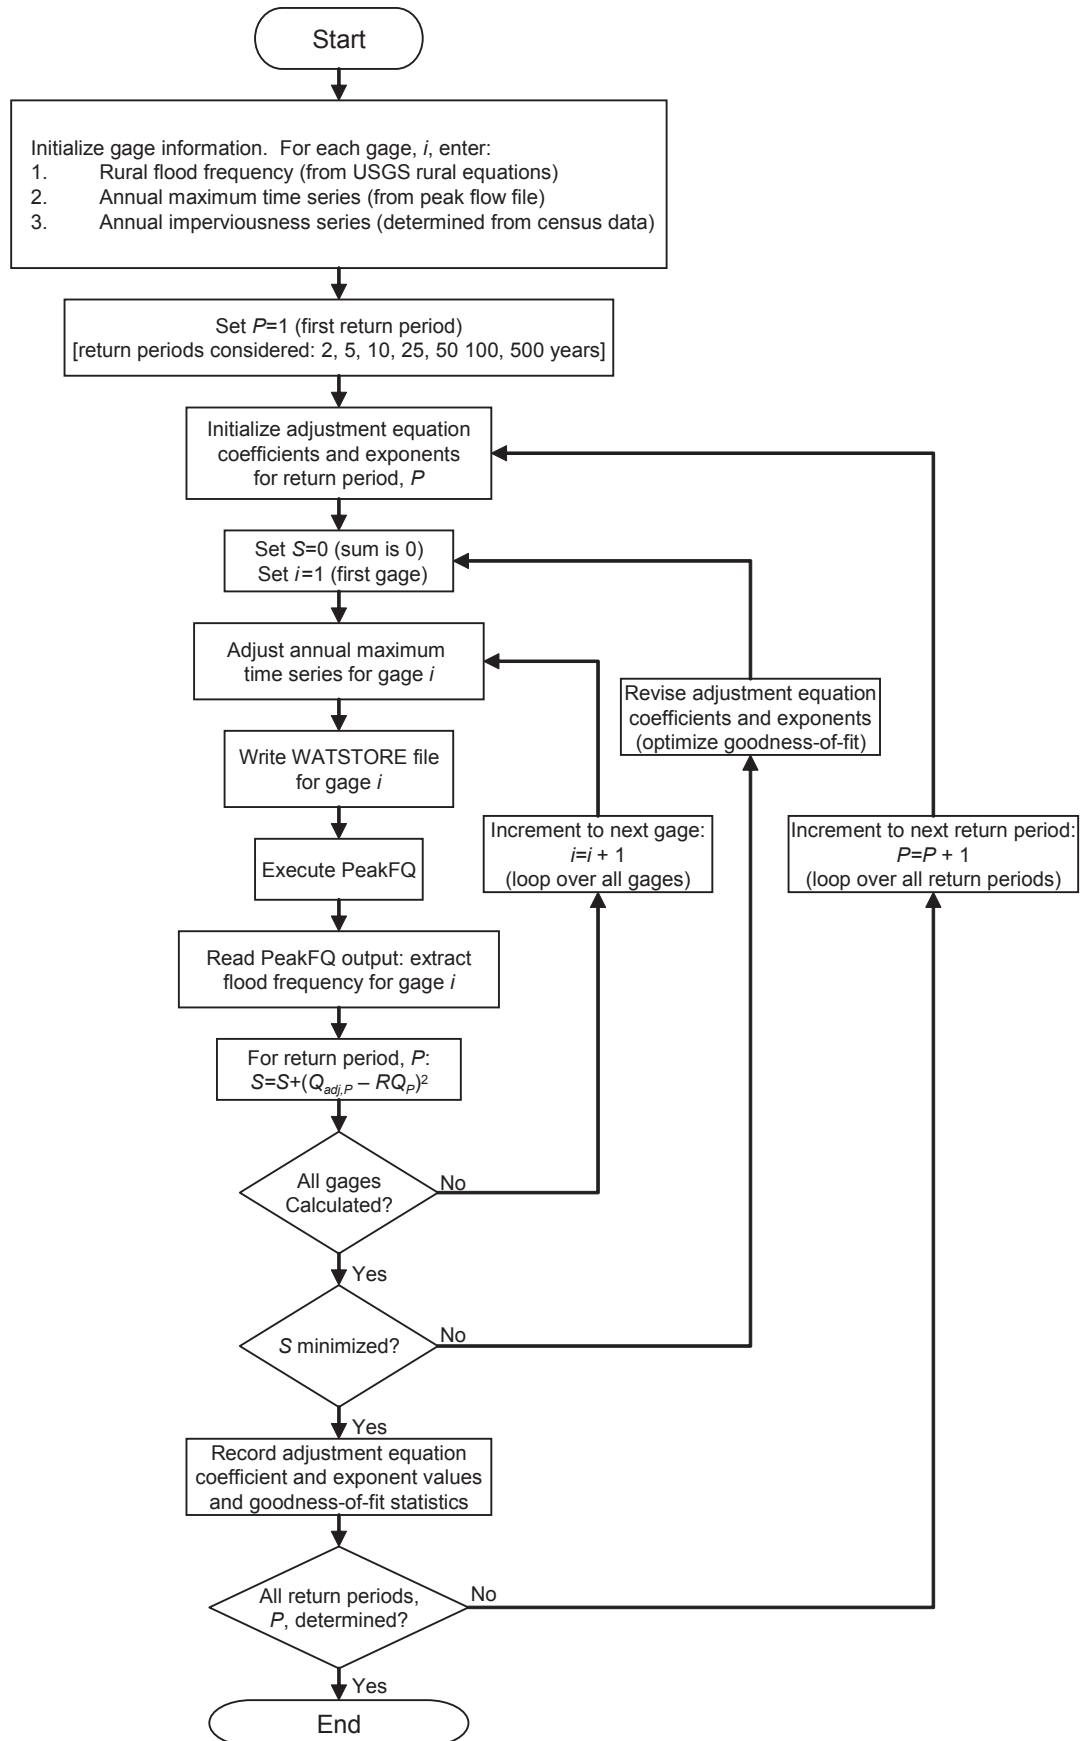 Start
Initialize gage information. For each gage, i, enter:
1. Rural flood frequency (from USGS rural equations)
2. Annual maximum time series (from peak flow file)
3. Annual imperviousness series (determined from census data)
Set P=1 (first return period)
[return periods considered: 2, 5, 10, 25, 50 100, 500 years]
Initialize adjustment equation
coefficients and exponents
for return period, P
Set S=0 (sum is 0)
Set i=1 (first gage)
Adjust annual maximum
time series for gage i
Revise adjustment equation
coefficients and exponents
(optimize goodness-of-fit)
Write WATSTORE file
for gage i
Increment to next gage:
i=i + 1
(loop over all gages)
Increment to next return period:
P=P + 1
(loop over all return periods)
Execute PeakFQ
Read PeakFQ output: extract
flood frequency for gage i
For return period, P:
S=S+(Qadj,P – RQP)²
All gages
Calculated?
No
Yes
S minimized?
No
Yes
Record adjustment equation
coefficient and exponent values
and goodness-of-fit statistics
All return periods,
P, determined?
No
Yes
End